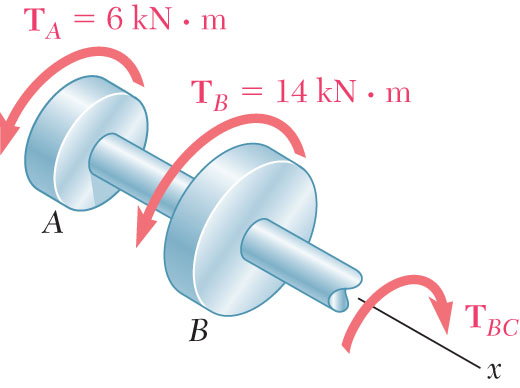 T_A = 6 kN · m
T_B = 14 kN · m
A
B
T_BC
x